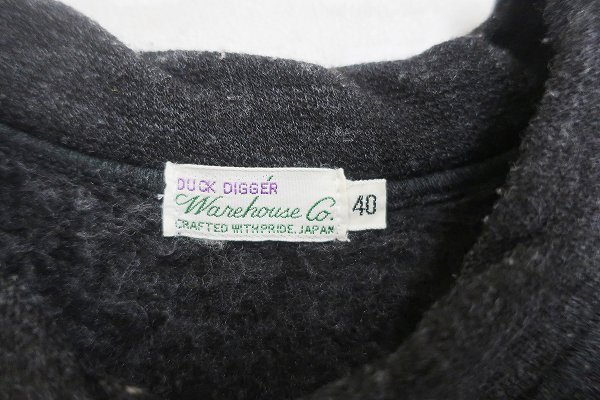 DUCK DIGGER
Warehouse Co.
CRAFTED WITH PRIDE. JAPAN
40